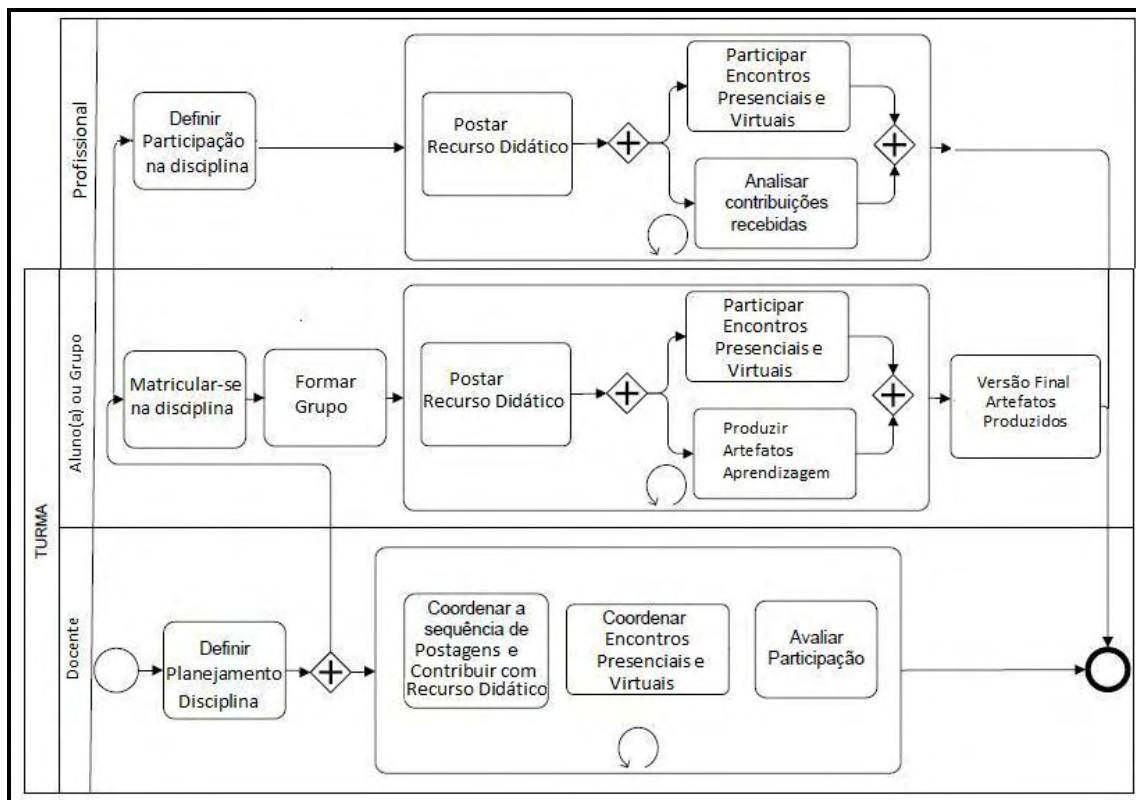 Profissional
Definir
Participação
na disciplina
Postar
Recurso Didático
Participar
Encontros
Presenciais e
Virtuais
Analisar
contribuições
recebidas
TURMA
Aluno(a) ou Grupo
Matricular-se
na disciplina
Formar
Grupo
Postar
Recurso Didático
Participar
Encontros
Presenciais e
Virtuais
Produzir
Artefatos
Aprendizagem
Versão Final
Artefatos
Produzidos
Docente
Definir
Planejamento
Disciplina
Coordenar a
sequência de
Postagens e
Contribuir com
Recurso Didático
Coordenar
Encontros
Presenciais e
Virtuais
Avaliar
Participação